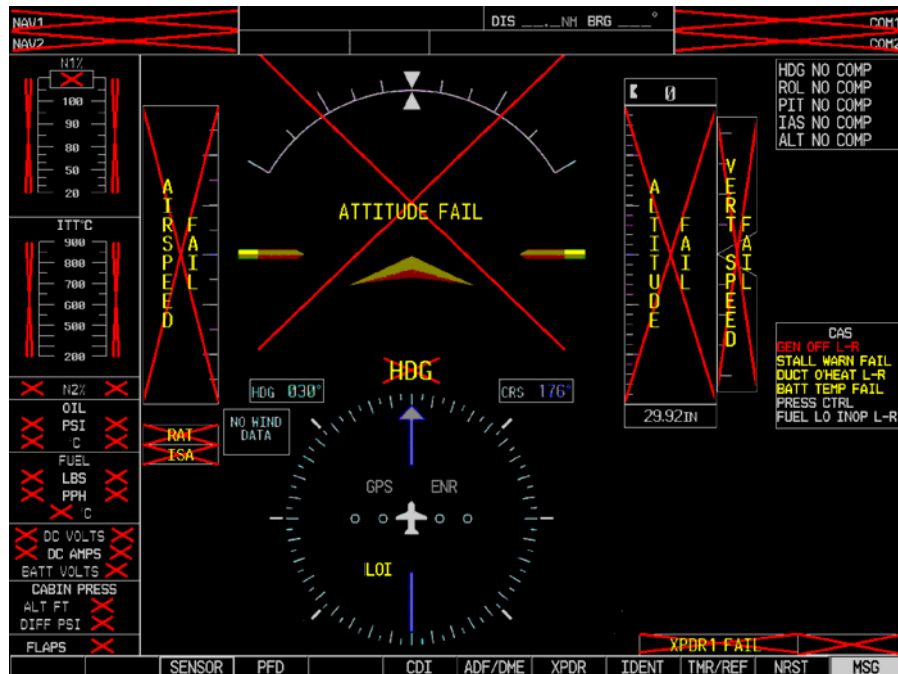 NAV1
NAV2
DIS __._NM BRG ___°
COM1
COM2
N1%
100
90
80
50
20
ITT°C
900
800
700
600
500
200
N2%
OIL
PSI
°C
FUEL
LBS
PPH
°C
DC VOLTS
DC AMPS
BATT VOLTS
CABIN PRESS
ALT FT
DIFF PSI
FLAPS
AIRSPEED FAIL
RAT
ISA
ATTITUDE FAIL
HDG
HDG 030°
CRS 176°
NO WIND
DATA
GPS ENR
LOI
0
ALTITUDE FAIL
29.92IN
VERT SPEED FAIL
HDG NO COMP
ROL NO COMP
PIT NO COMP
IAS NO COMP
ALT NO COMP
CAS
GEN OFF L-R
STALL WARN FAIL
DUCT O'HEAT L-R
BATT TEMP FAIL
PRESS CTRL
FUEL LO INOP L-R
XPDR1 FAIL
SENSOR PFD CDI ADF/DME XPDR IDENT TMR/REF NRST MSG